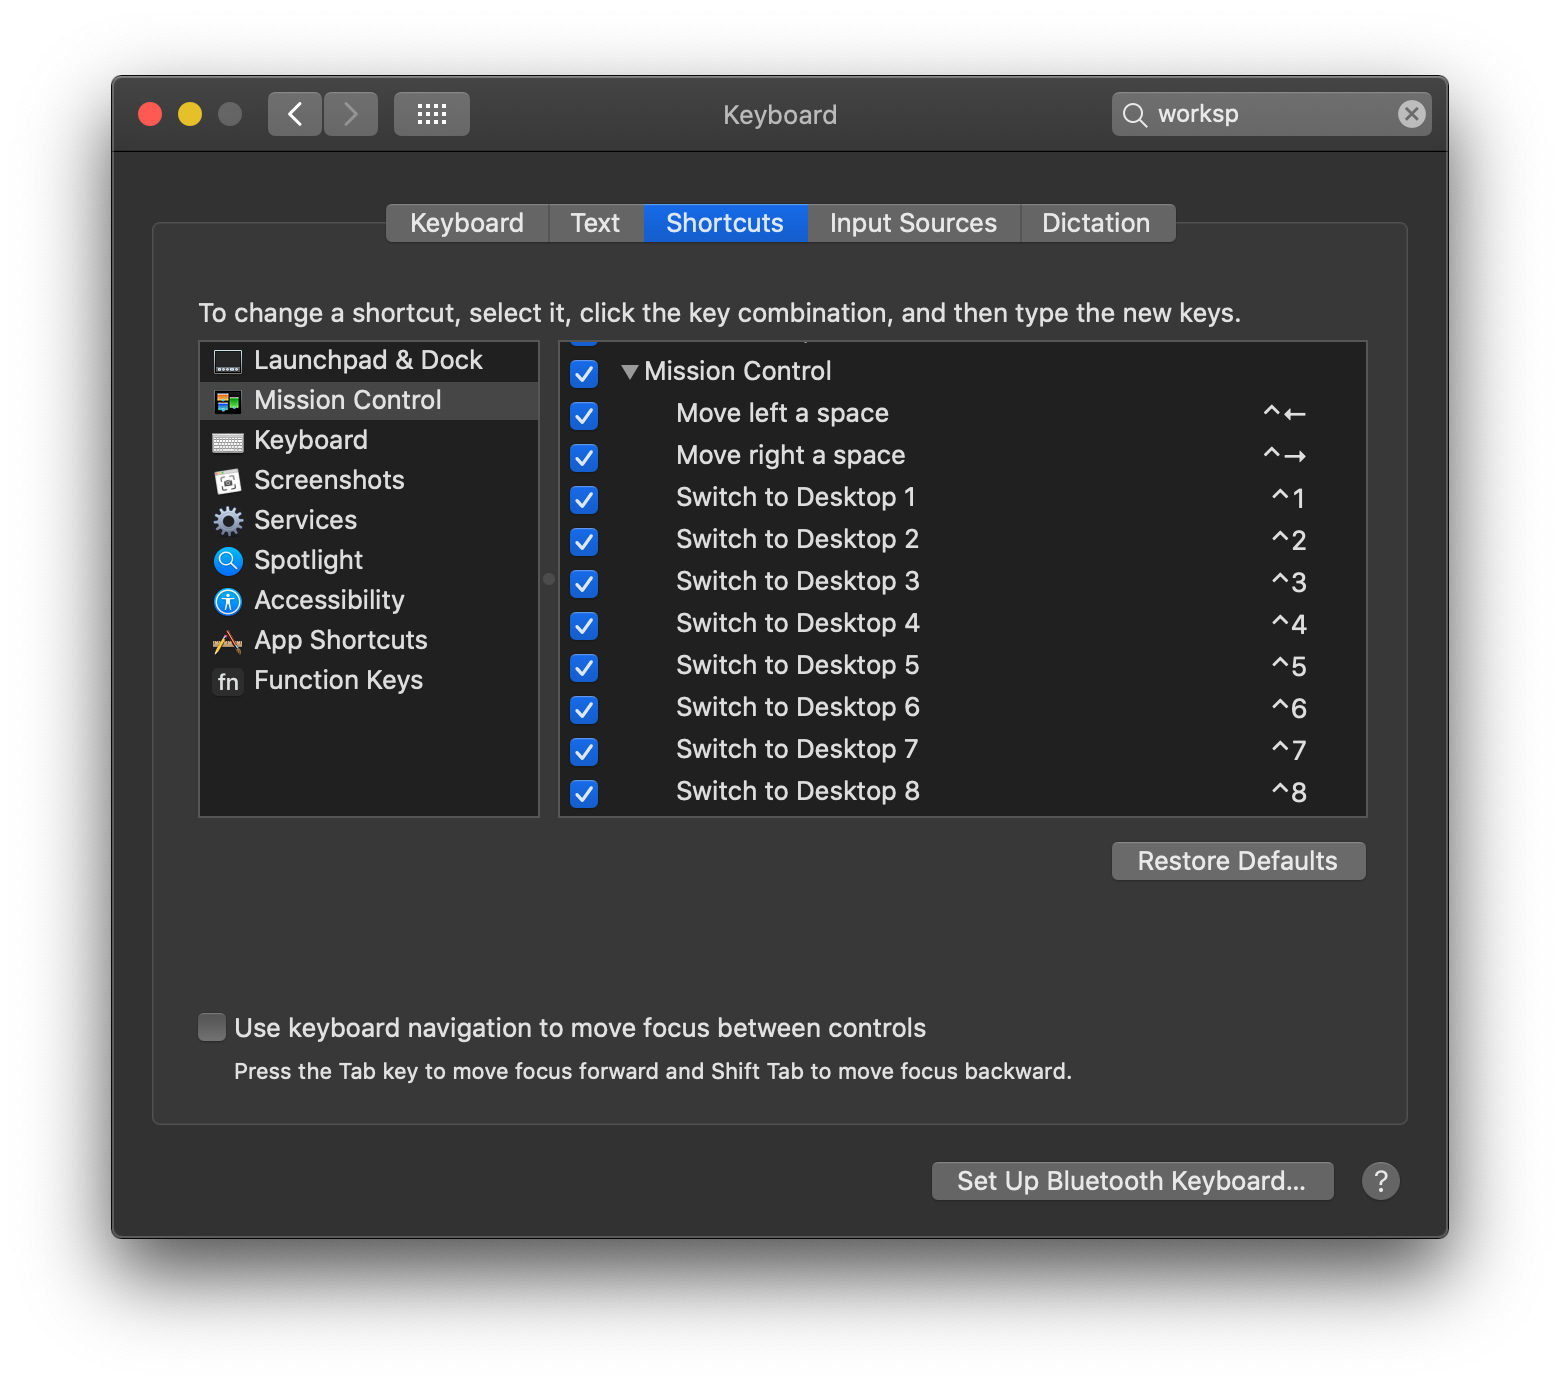 Keyboard
worksp
Keyboard Text Shortcuts Input Sources Dictation
To change a shortcut, select it, click the key combination, and then type the new keys.
Launchpad & Dock
Mission Control
Keyboard
Screenshots
Services
Spotlight
Accessibility
App Shortcuts
fn Function Keys
Mission Control
Move left a space ^←
Move right a space ^→
Switch to Desktop 1 ^1
Switch to Desktop 2 ^2
Switch to Desktop 3 ^3
Switch to Desktop 4 ^4
Switch to Desktop 5 ^5
Switch to Desktop 6 ^6
Switch to Desktop 7 ^7
Switch to Desktop 8 ^8
Restore Defaults
Use keyboard navigation to move focus between controls
Press the Tab key to move focus forward and Shift Tab to move focus backward.
Set Up Bluetooth Keyboard... ?